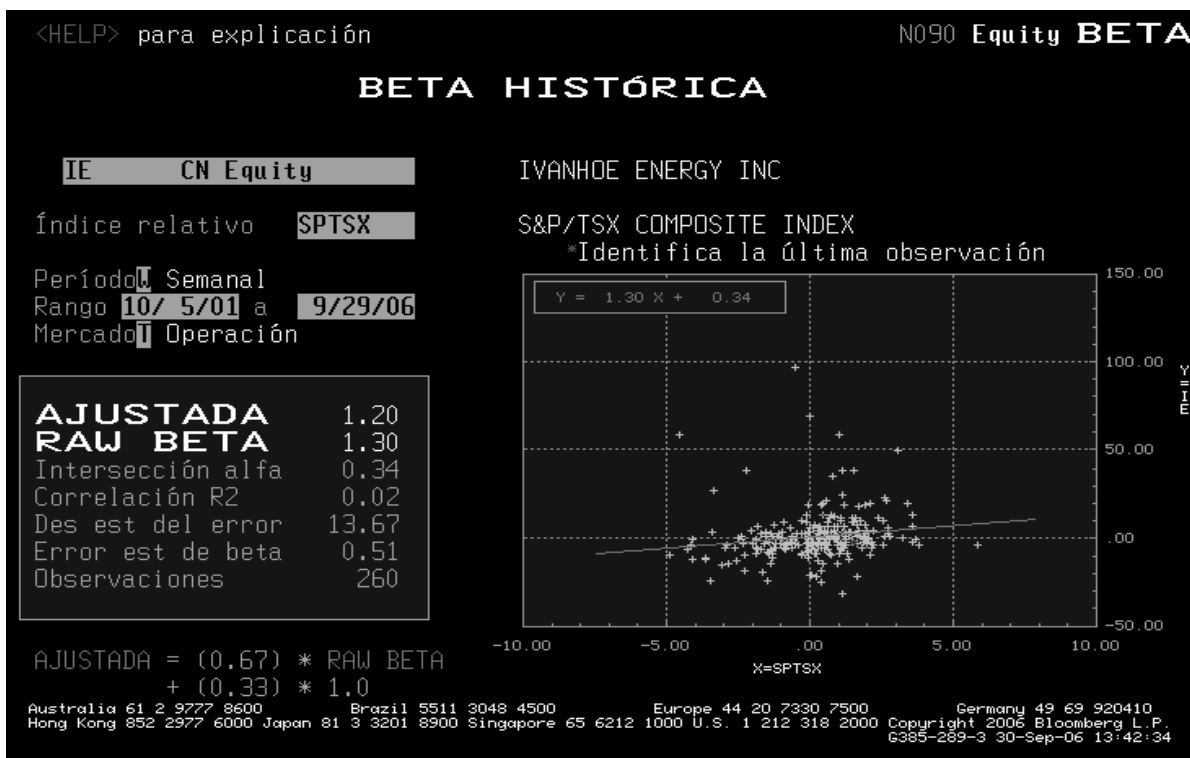 <HELP> para explicación N090 Equity BETA
BETA HISTÓRICA
IE CN Equity IVANHOE ENERGY INC
Índice relativo SPTSX S&P/TSX COMPOSITE INDEX
*Identifica la última observación
Período W Semanal
Rango 10/ 5/01 a 9/29/06
Mercado T Operación
AJUSTADA 1.20
RAW BETA 1.30
Intersección alfa 0.34
Correlación R2 0.02
Des est del error 13.67
Error est de beta 0.51
Observaciones 260
AJUSTADA = (0.67) * RAW BETA
+ (0.33) * 1.0
Y = 1.30 X + 0.34
150.00
100.00
50.00
.00
-50.00
Y=IE
-10.00 -5.00 .00 5.00 10.00
X=SPTSX
Australia 61 2 9777 8600 Brazil 5511 3048 4500 Europe 44 20 7330 7500 Germany 49 69 920410
Hong Kong 852 2977 6000 Japan 81 3 3201 8900 Singapore 65 6212 1000 U.S. 1 212 318 2000 Copyright 2006 Bloomberg L.P.
G385-289-3 30-Sep-06 13:42:34